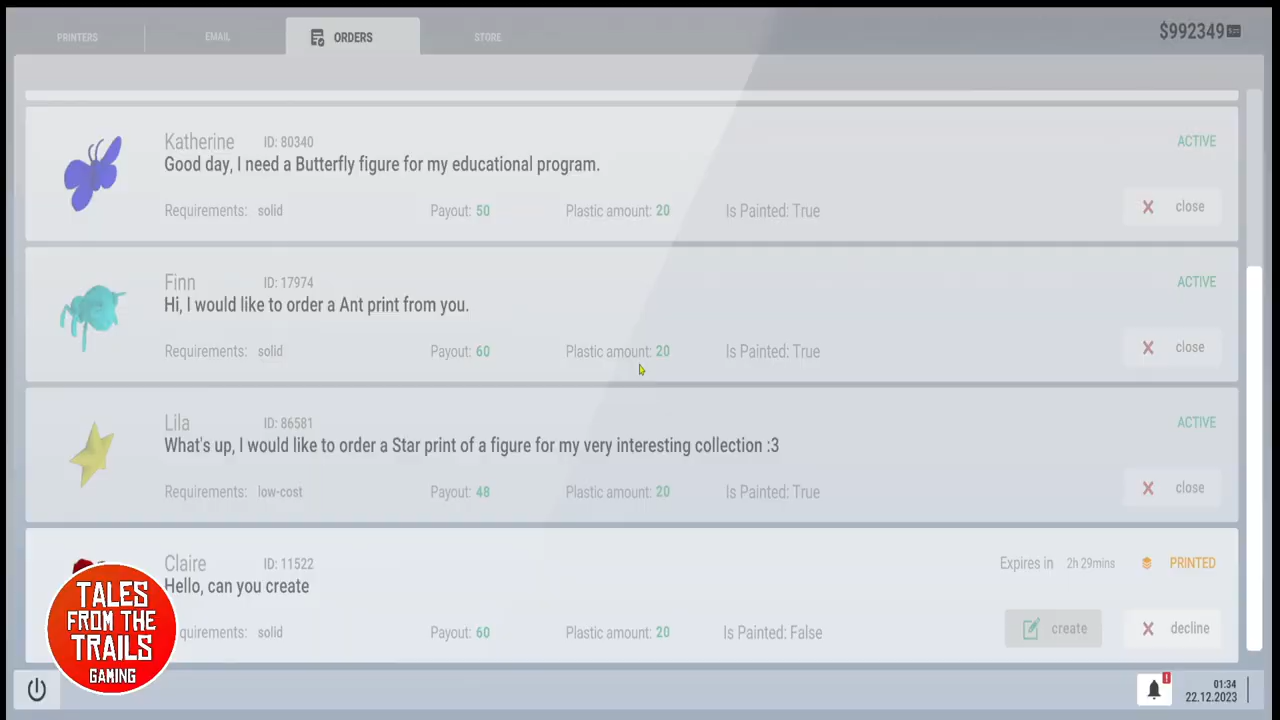 PRINTERS
EMAIL
ORDERS
STORE
$992349
Katherine ID: 80340
ACTIVE
Good day, I need a Butterfly figure for my educational program.
Requirements: solid Payout: 50 Plastic amount: 20 Is Painted: True
close
Finn ID: 17974
ACTIVE
Hi, I would like to order a Ant print from you.
Requirements: solid Payout: 60 Plastic amount: 20 Is Painted: True
close
Lila ID: 86581
ACTIVE
What's up, I would like to order a Star print of a figure for my very interesting collection :3
Requirements: low-cost Payout: 48 Plastic amount: 20 Is Painted: True
close
Claire ID: 11522
Expires in 2h 29mins PRINTED
Hello, can you create
quirements: solid Payout: 60 Plastic amount: 20 Is Painted: False
create
decline
TALES
FROM THE
TRAILS
GAMING
!
01:34
22.12.2023